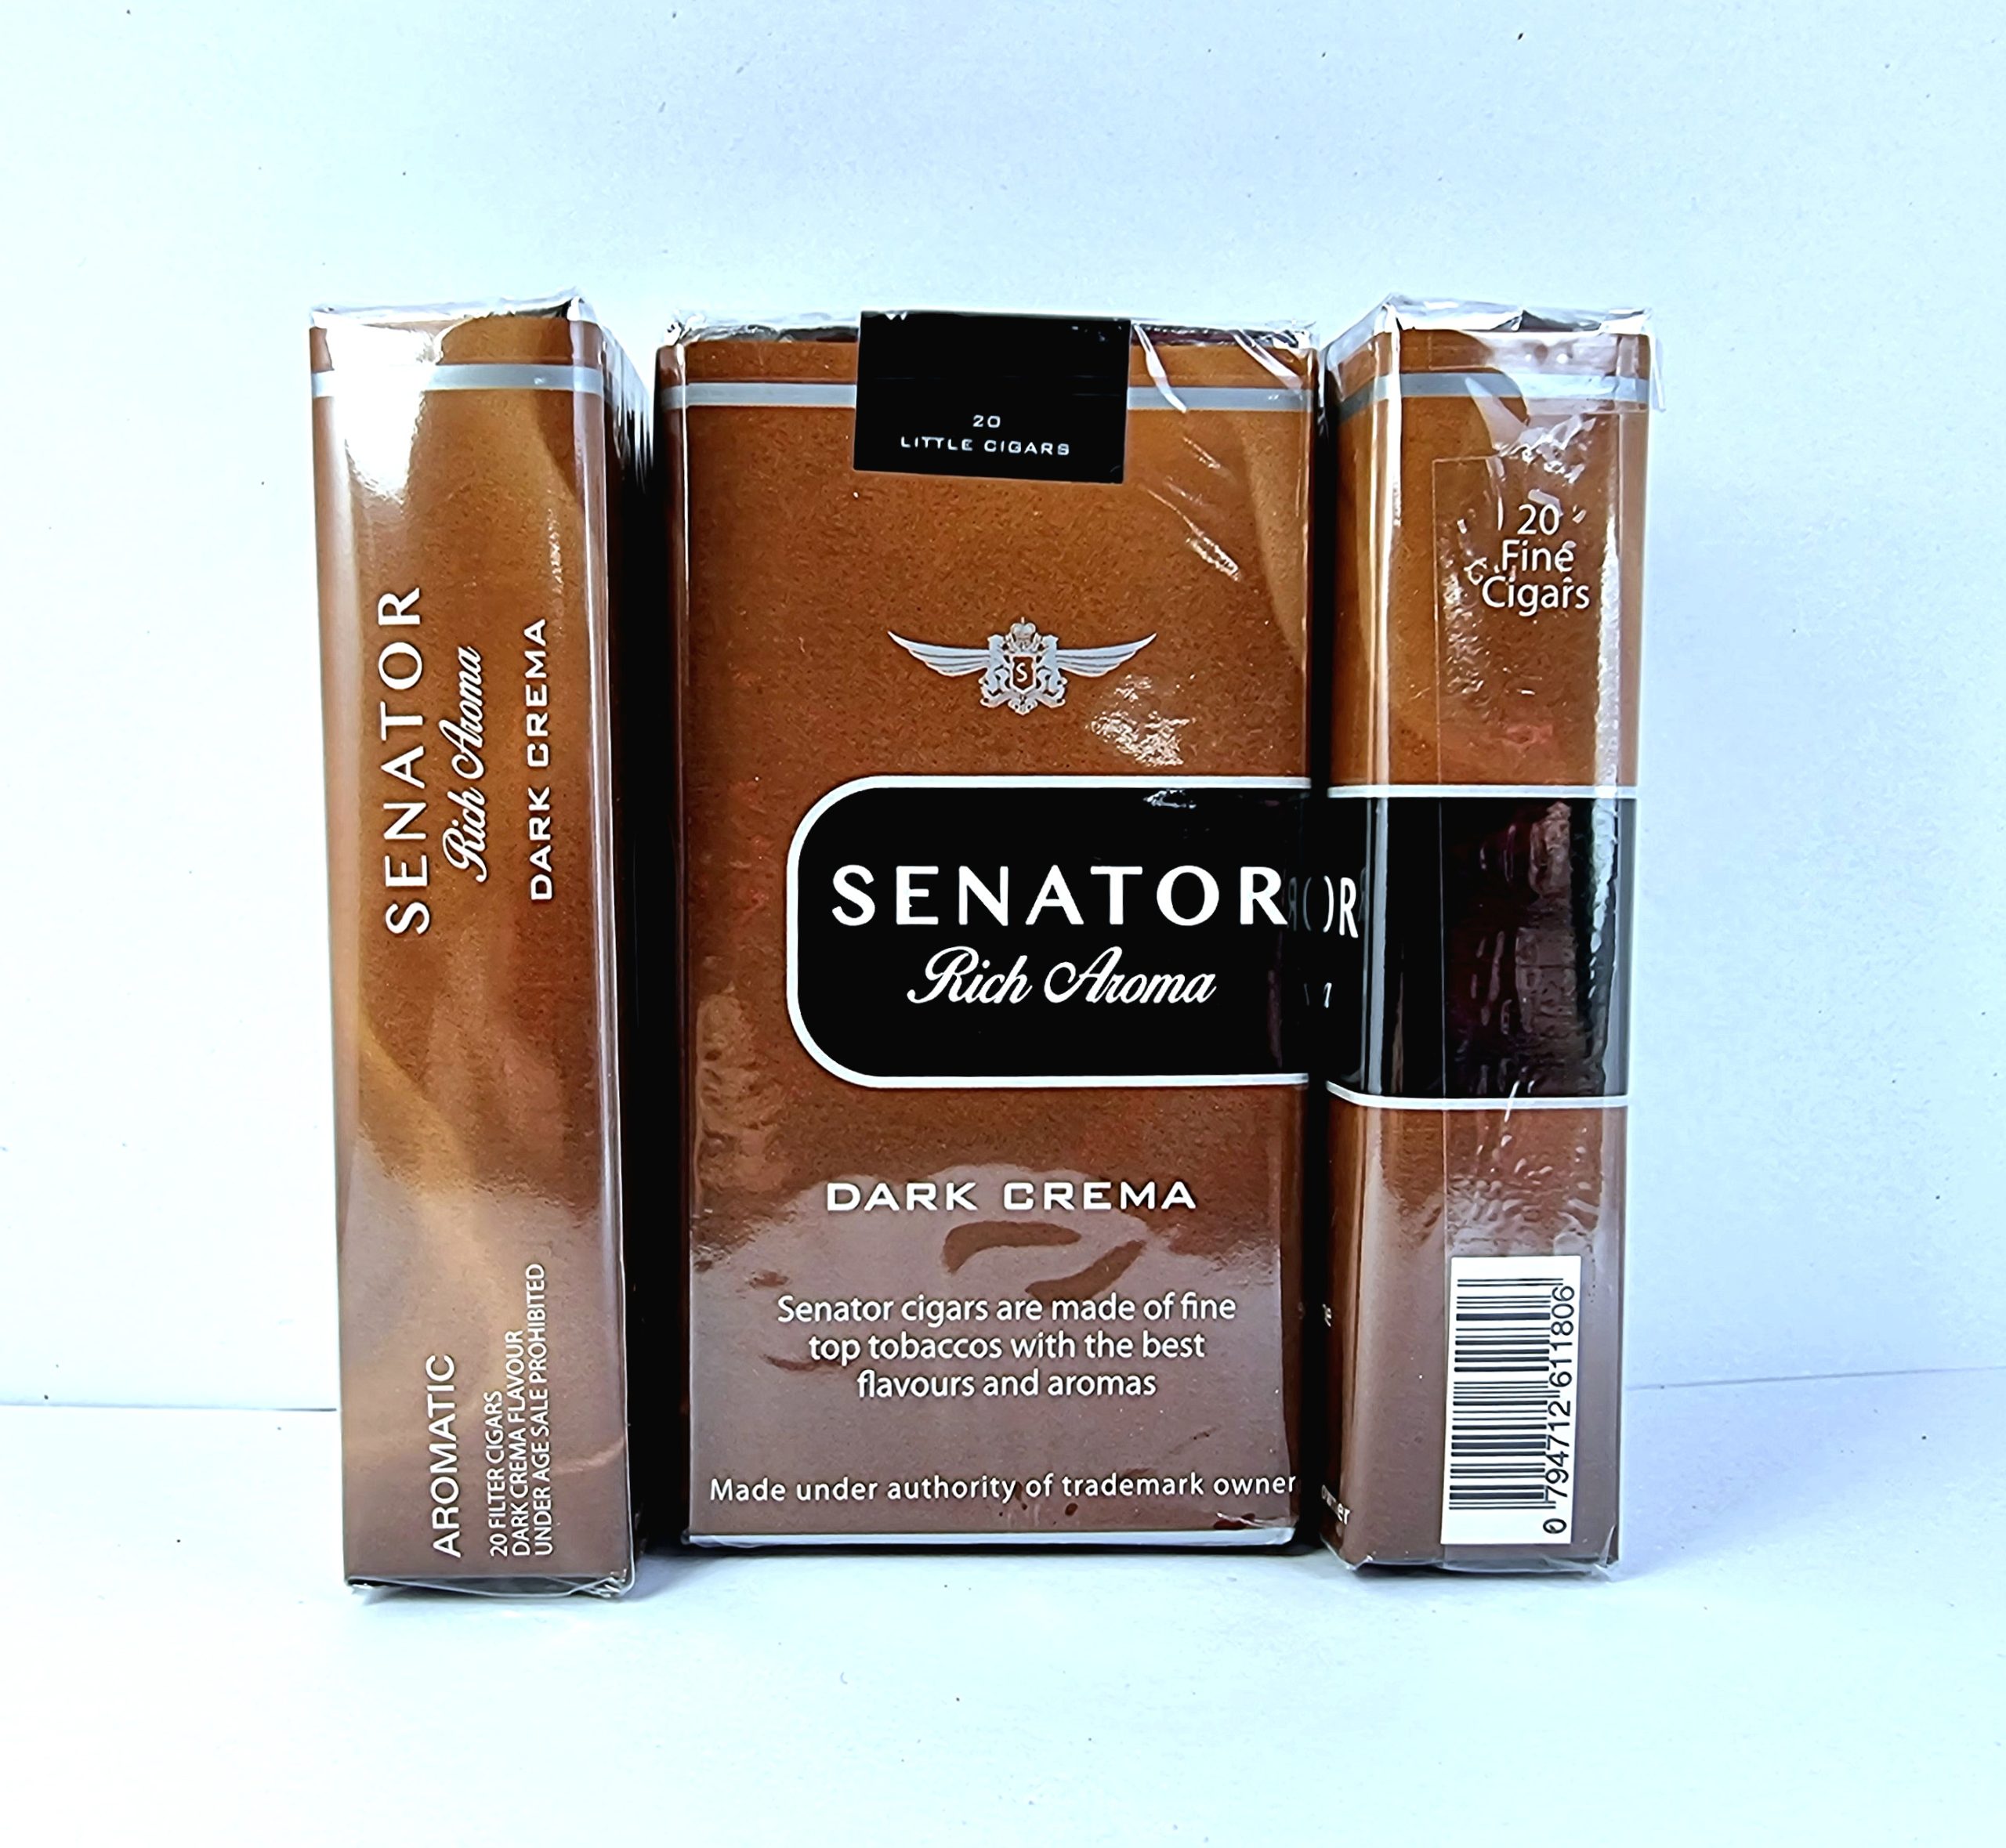 SENATOR
Rich Aroma
DARK CREMA
AROMATIC
20 FILTER CIGARS
DARK CREMA FLAVOUR
UNDER AGE SALE PROHIBITED
20
LITTLE CIGARS
S
SENATOR
Rich Aroma
DARK CREMA
Senator cigars are made of fine
top tobaccos with the best
flavours and aromas
Made under authority of trademark owner
20
Fine
Cigars
0 794712 611806